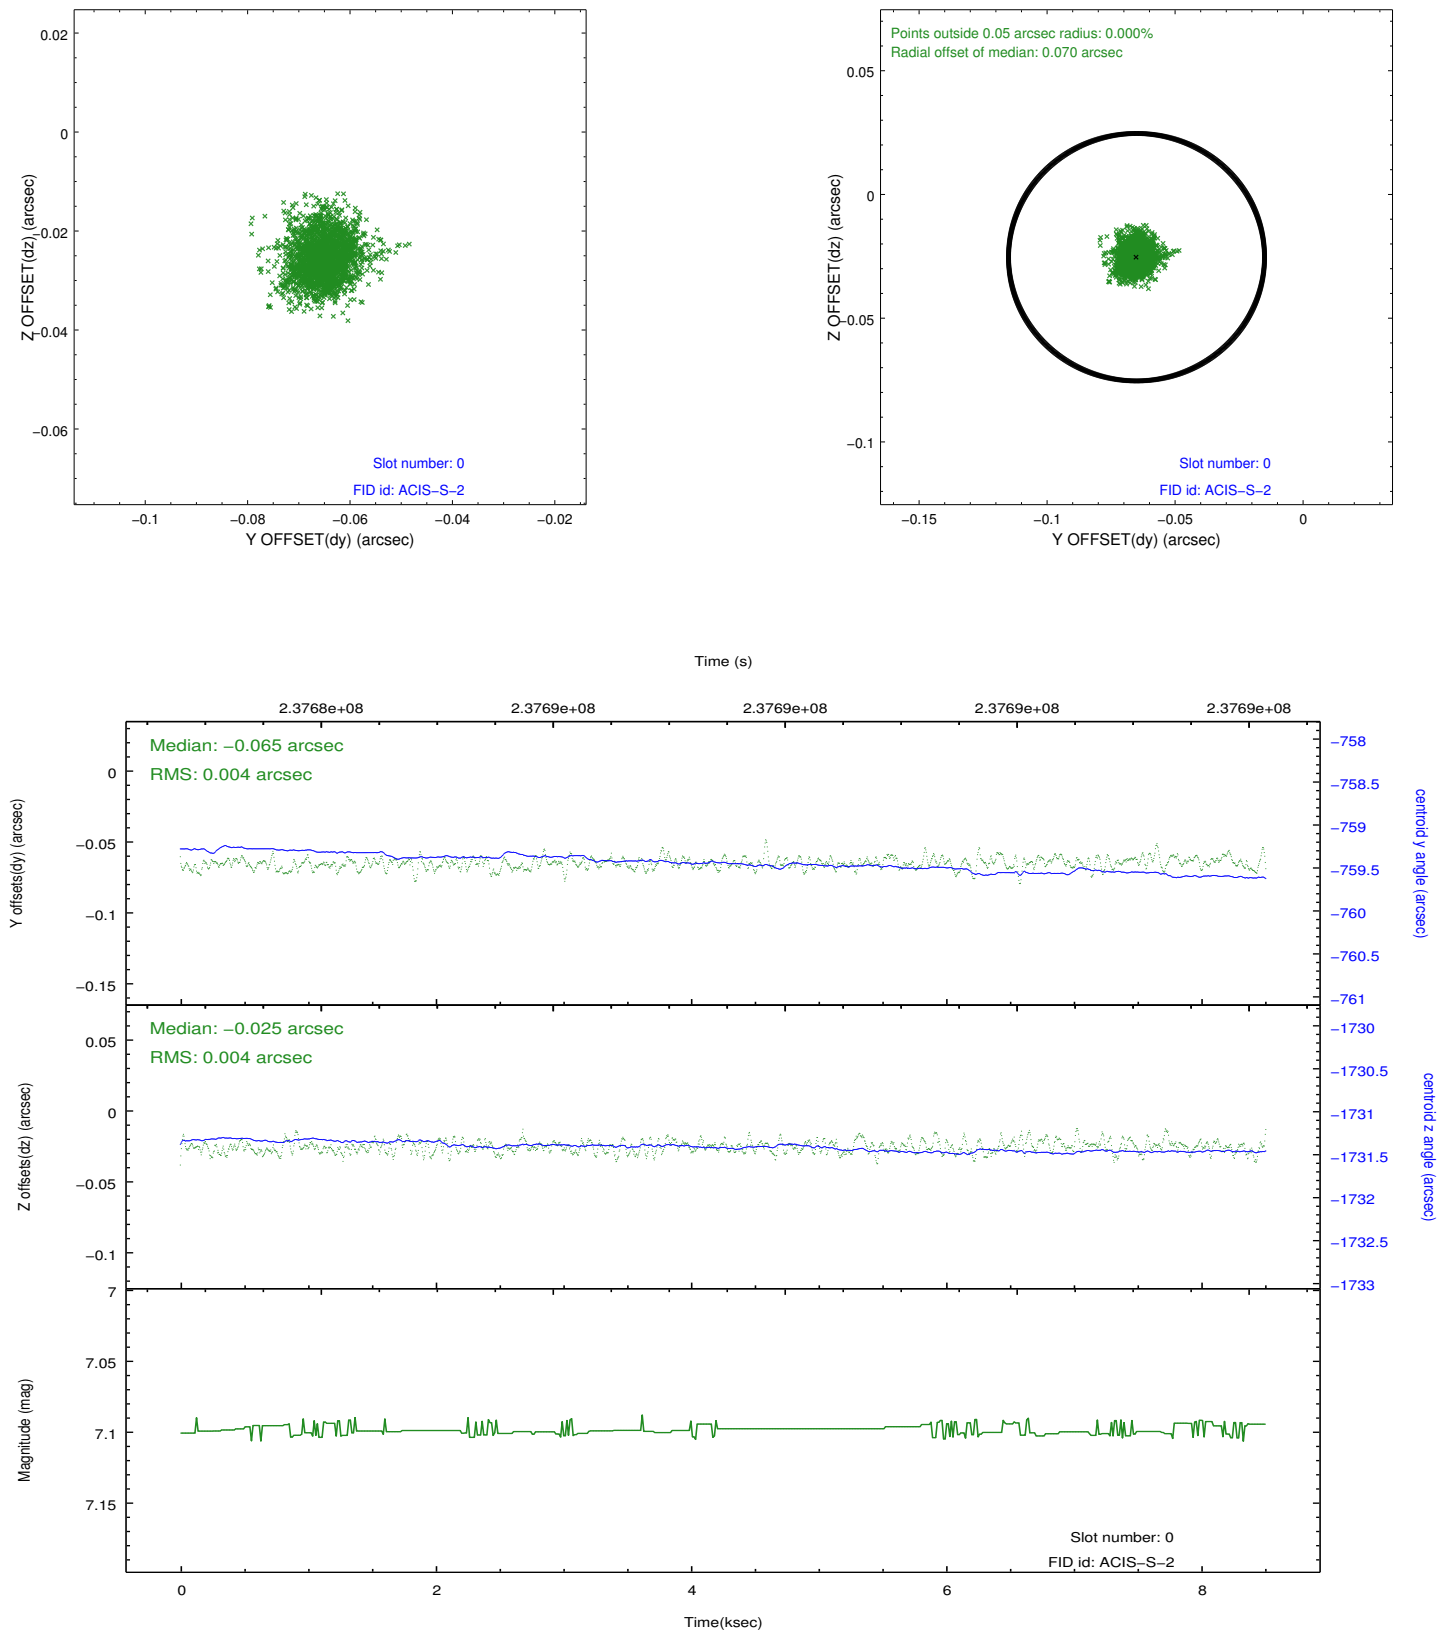 0.02
0
−0.02
−0.04
−0.06
Z OFFSET(dz) (arcsec)
Slot number: 0
FID id: ACIS−S−2
−0.1
−0.08
−0.06
−0.04
−0.02
Y OFFSET(dy) (arcsec)
Points outside 0.05 arcsec radius: 0.000%
Radial offset of median: 0.070 arcsec
0.05
0
−0.05
−0.1
Z OFFSET(dz) (arcsec)
Slot number: 0
FID id: ACIS−S−2
−0.15
−0.1
−0.05
0
Y OFFSET(dy) (arcsec)
Time (s)
2.3768e+08
2.3769e+08
2.3769e+08
2.3769e+08
2.3769e+08
Median: −0.065 arcsec
RMS: 0.004 arcsec
0
−0.05
−0.1
−0.15
Y offsets(dy) (arcsec)
−758
−758.5
−759
−759.5
−760
−760.5
−761
centroid y angle (arcsec)
Median: −0.025 arcsec
RMS: 0.004 arcsec
0.05
0
−0.05
−0.1
Z offsets(dz) (arcsec)
−1730
−1730.5
−1731
−1731.5
−1732
−1732.5
−1733
centroid z angle (arcsec)
7
7.05
7.1
7.15
Magnitude (mag)
Slot number: 0
FID id: ACIS−S−2
0
2
4
6
8
Time(ksec)